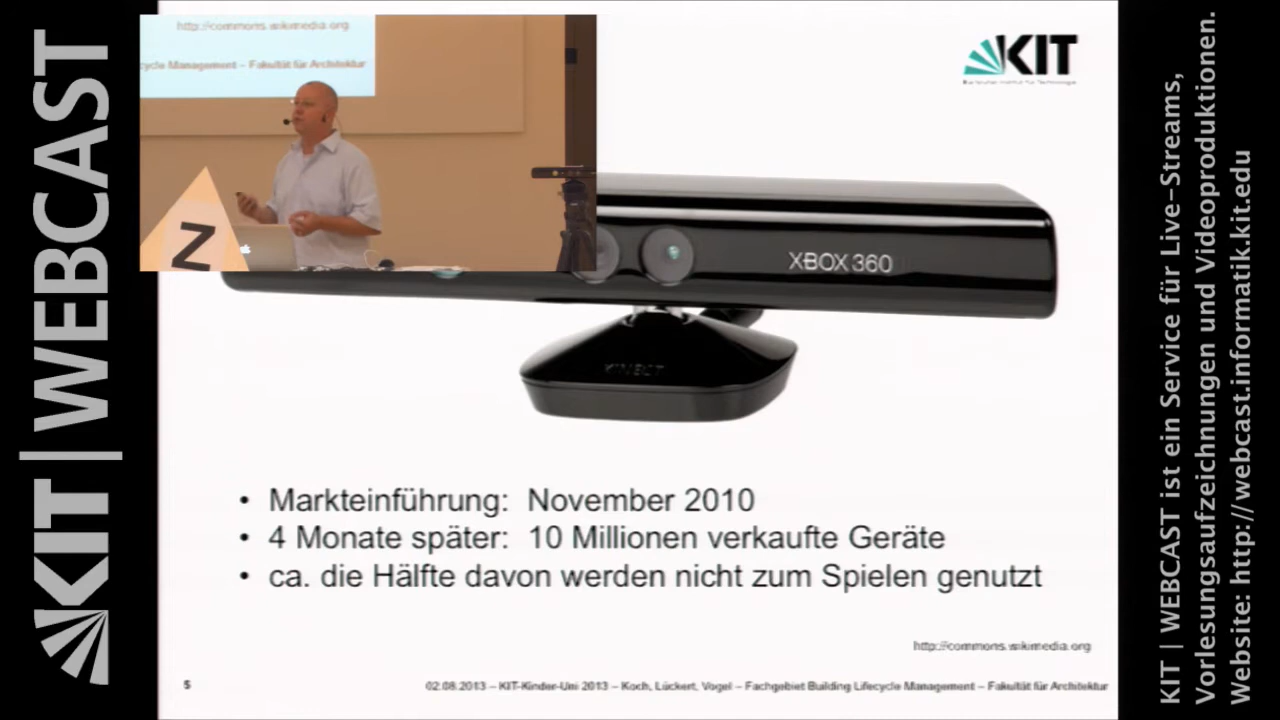 KIT | WEBCAST
http://commons.wikimedia.org
cycle Management – Fakultät für Architektur
N
KIT
XBOX 360
KINECT
• Markteinführung: November 2010
• 4 Monate später: 10 Millionen verkaufte Geräte
• ca. die Hälfte davon werden nicht zum Spielen genutzt
http://commons.wikimedia.org
5
02.08.2013 – KIT-Kinder-Uni 2013 – Koch, Lückert, Vogel – Fachgebiet Building Lifecycle Management – Fakultät für Architektur
KIT | WEBCAST ist ein Service für Live-Streams,
Vorlesungsaufzeichnungen und Videoproduktionen.
Website: http://webcast.informatik.kit.edu